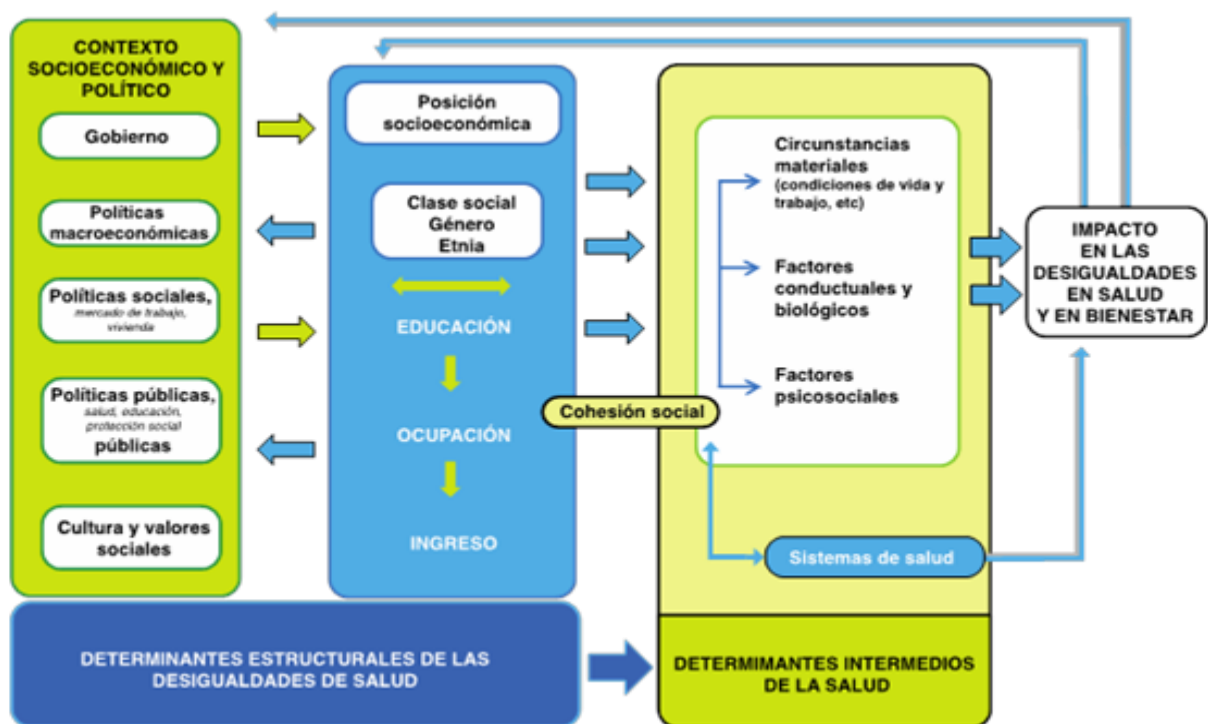 CONTEXTO
SOCIOECONÓMICO Y
POLÍTICO
Gobierno
Políticas
macroeconómicas
Políticas sociales,
mercado de trabajo,
vivienda
Políticas públicas,
salud, educación,
protección social
públicas
Cultura y valores
sociales
Posición
socioeconómica
Clase social
Género
Etnia
EDUCACIÓN
OCUPACIÓN
INGRESO
Cohesión social
Circunstancias
materiales
(condiciones de vida y
trabajo, etc)
Factores
conductuales y
biológicos
Factores
psicosociales
Sistemas de salud
IMPACTO
EN LAS
DESIGUALDADES
EN SALUD
Y EN BIENESTAR
DETERMINANTES ESTRUCTURALES DE LAS
DESIGUALDADES DE SALUD
DETERMIMANTES INTERMEDIOS
DE LA SALUD